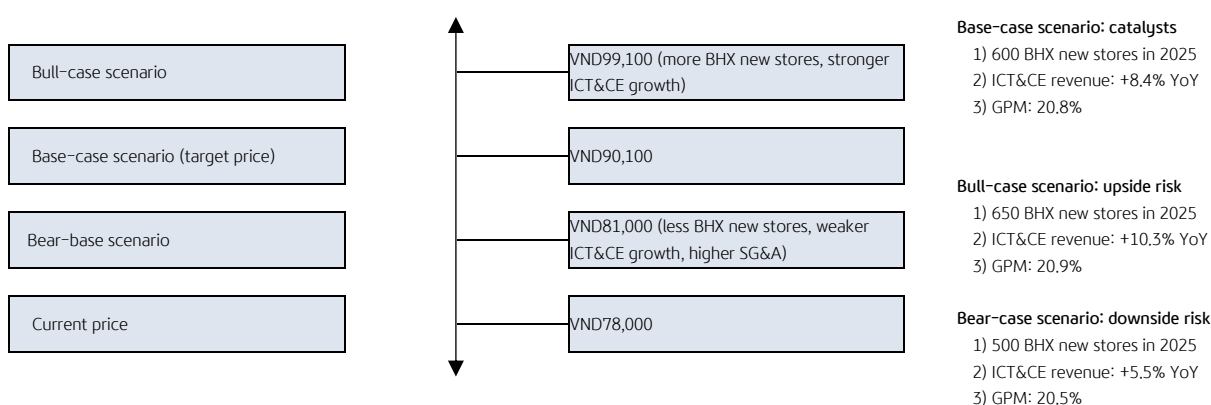 Bull-case scenario
VND99,100 (more BHX new stores, stronger
ICT&CE growth)
Base-case scenario (target price)
VND90,100
Bear-base scenario
VND81,000 (less BHX new stores, weaker
ICT&CE growth, higher SG&A)
Current price
VND78,000
Base-case scenario: catalysts
1) 600 BHX new stores in 2025
2) ICT&CE revenue: +8.4% YoY
3) GPM: 20.8%
Bull-case scenario: upside risk
1) 650 BHX new stores in 2025
2) ICT&CE revenue: +10.3% YoY
3) GPM: 20.9%
Bear-case scenario: downside risk
1) 500 BHX new stores in 2025
2) ICT&CE revenue: +5.5% YoY
3) GPM: 20.5%